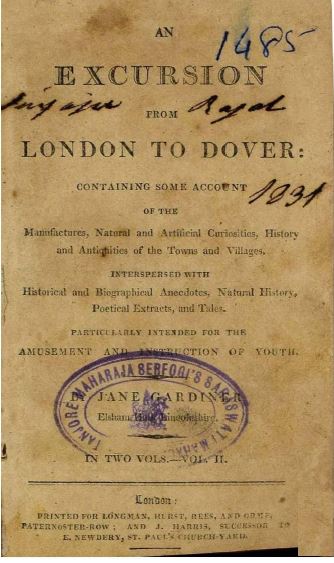 AN
1485
EXCURSION
FROM
LONDON TO DOVER:
CONTAINING SOME ACCOUNT
OF THE
Manufactures, Natural and Artificial Curiosities, History
and Antiquities of the Towns and Villages.
INTERSPERSED WITH
Historical and Biographical Anecdotes, Natural History,
Poetical Extracts, and Tales.
PARTICULARLY INTENDED FOR THE
AMUSEMENT AND INSTRUCTION OF YOUTH.
JANE GARDINER
Elsham Hall, Lincolnshire.
TANJORE MAHARAJA SERFOJI'S
IN TWO VOLS.—VOL. II.
London:
PRINTED FOR LONGMAN, HURST, REES, AND ORME,
PATERNOSTER-ROW; AND J. HARRIS, SUCCESSOR TO
E. NEWBERY, ST. PAUL'S CHURCH-YARD.